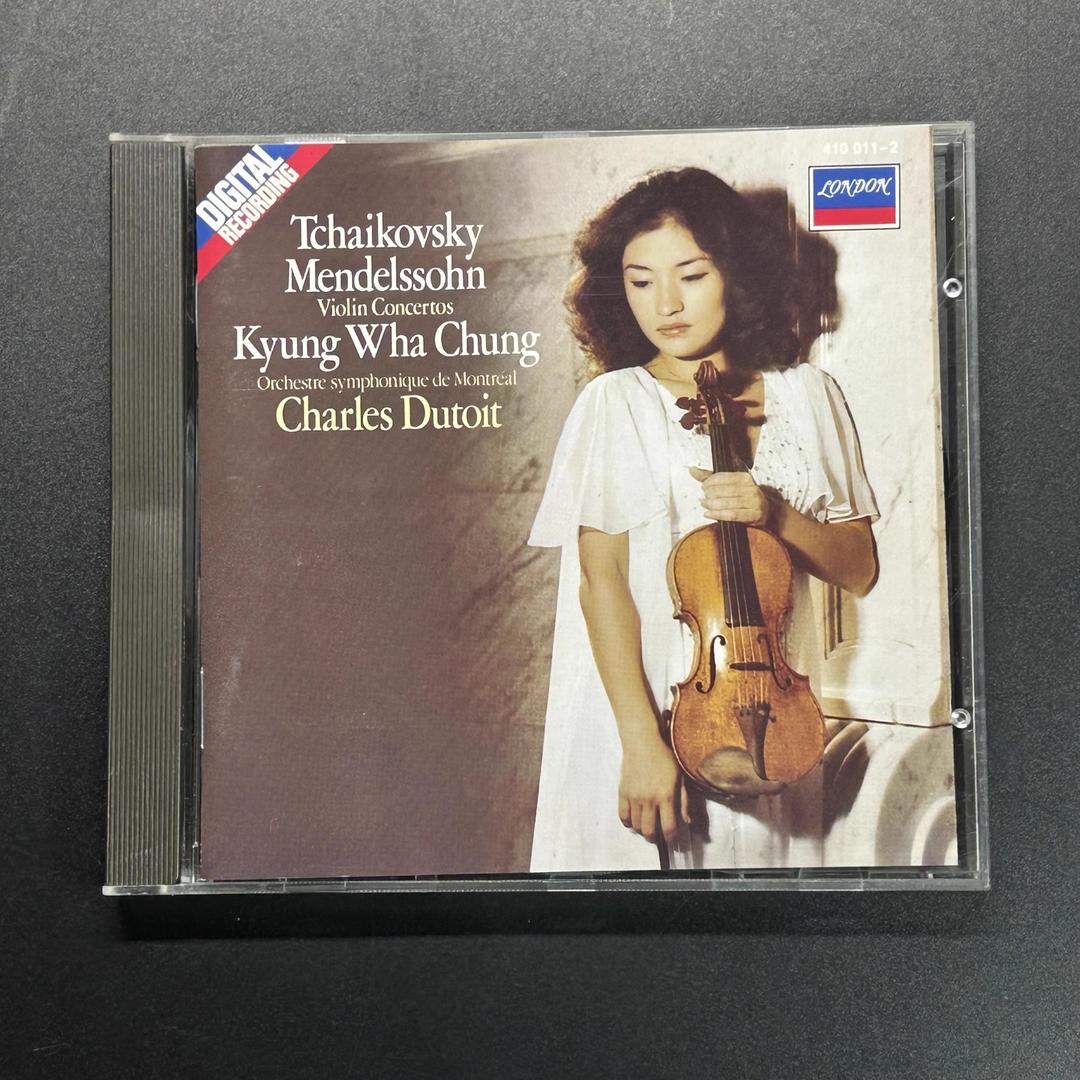 DIGITAL
RECORDING
410 011-2
LONDON
Tchaikovsky
Mendelssohn
Violin Concertos
Kyung Wha Chung
Orchestre symphonique de Montréal
Charles Dutoit